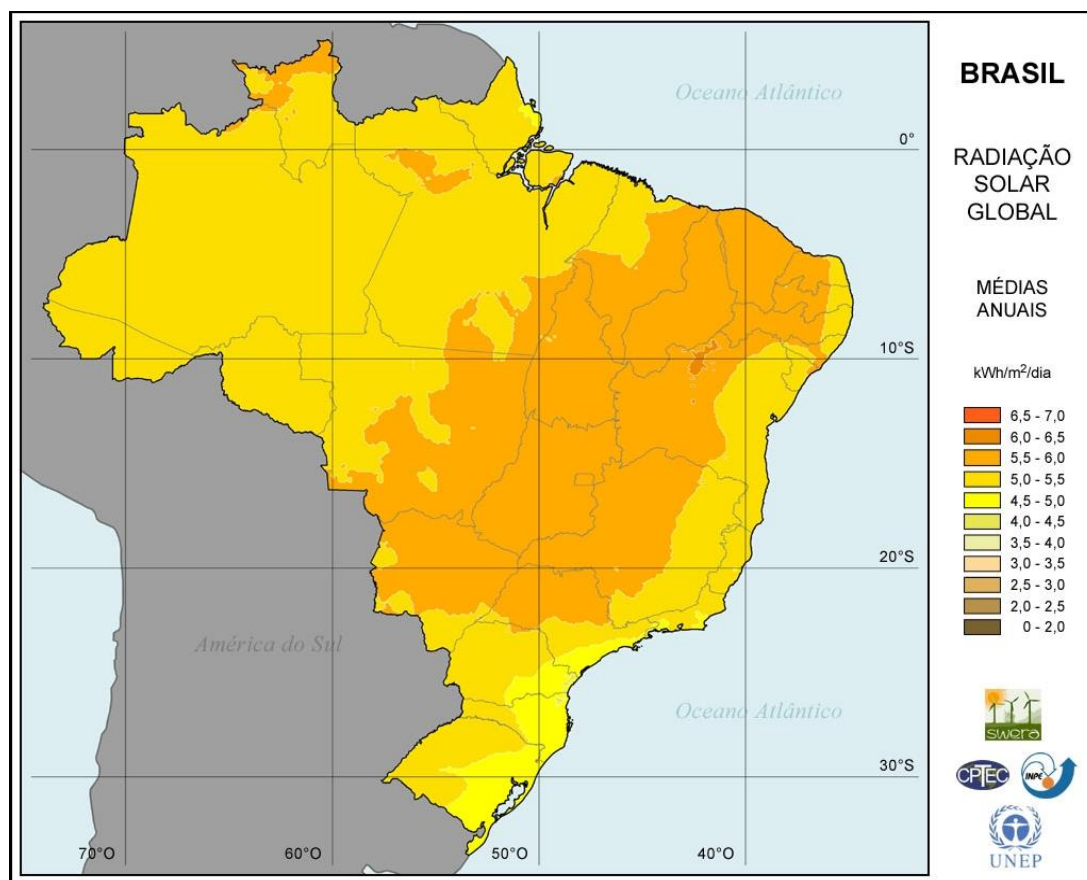 BRASIL
RADIAÇÃO
SOLAR
GLOBAL
MÉDIAS
ANUAIS
kWh/m²/dia
6,5 - 7,0
6,0 - 6,5
5,5 - 6,0
5,0 - 5,5
4,5 - 5,0
4,0 - 4,5
3,5 - 4,0
3,0 - 3,5
2,5 - 3,0
2,0 - 2,5
0 - 2,0
swera
CPTEC
INPE
UNEP
Oceano Atlântico
0°
10°S
20°S
América do Sul
Oceano Atlântico
30°S
70°O
60°O
50°O
40°O